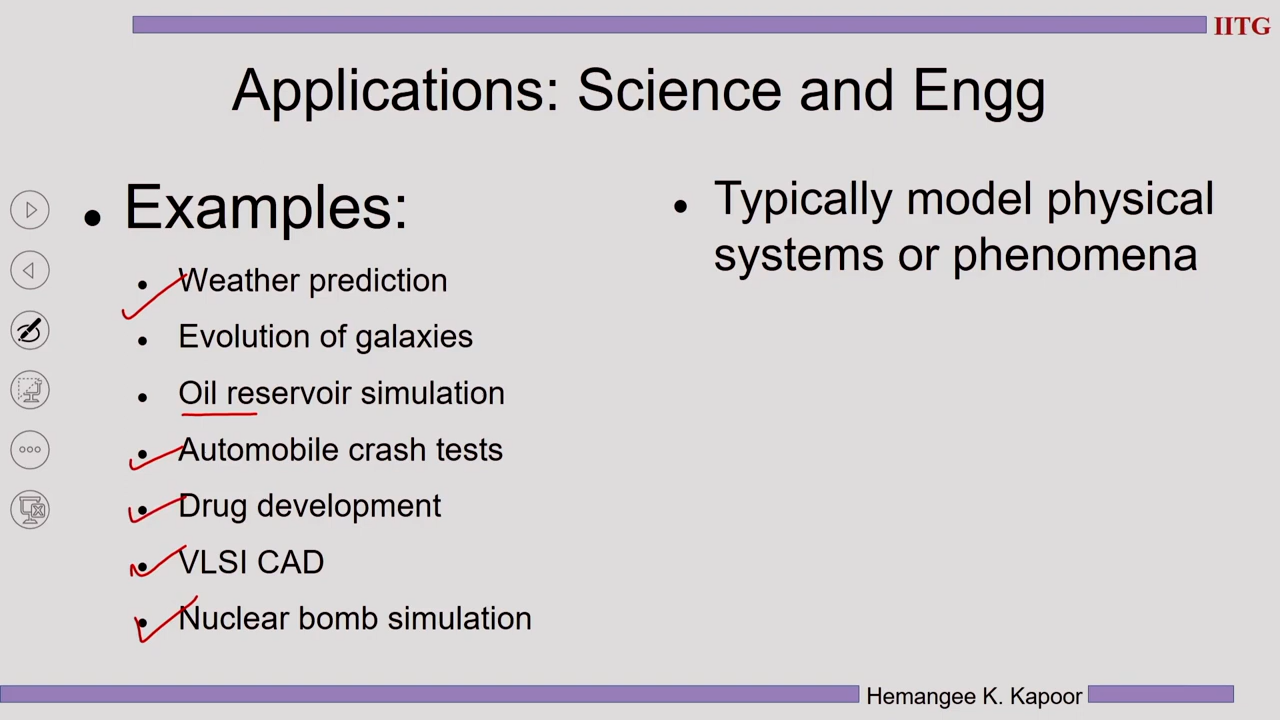 IITG
Applications: Science and Engg
• Examples:
• Weather prediction
• Evolution of galaxies
• Oil reservoir simulation
• Automobile crash tests
• Drug development
• VLSI CAD
• Nuclear bomb simulation
• Typically model physical
systems or phenomena
Hemangee K. Kapoor